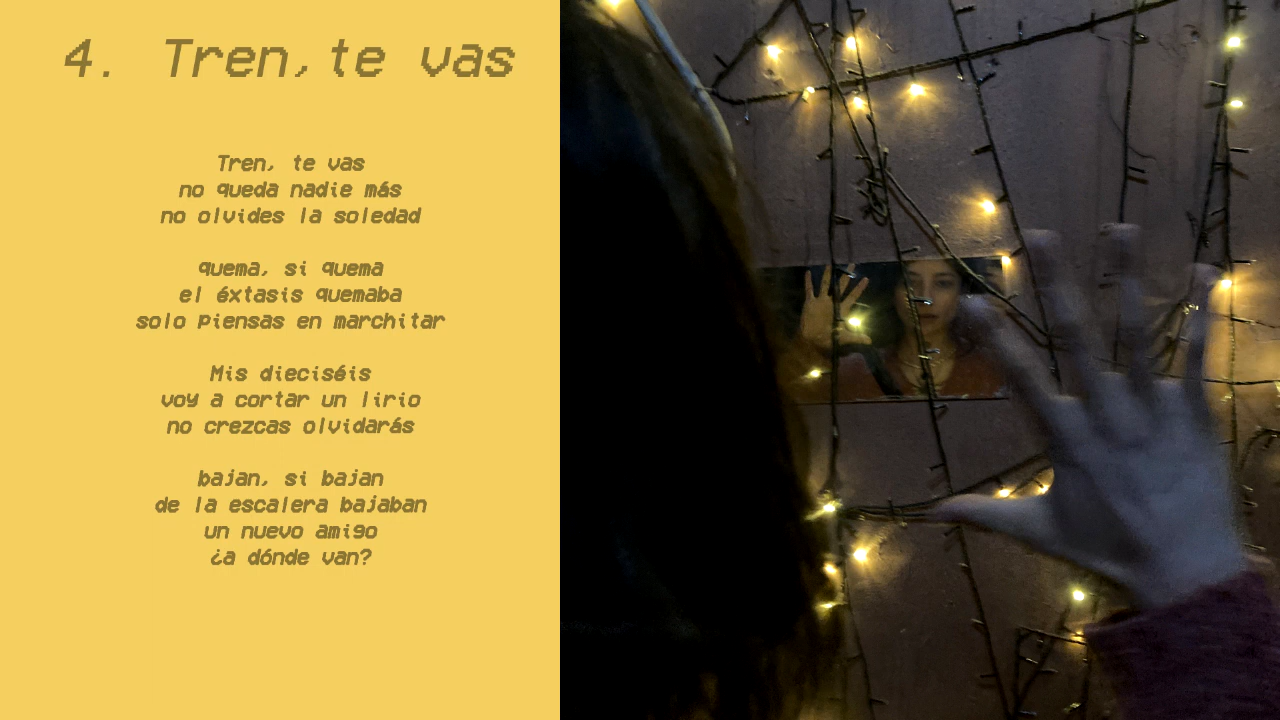 4. Tren, te vas
Tren, te vas
no queda nadie más
no olvides la soledad
quema, si quema
el éxtasis quemaba
solo piensas en marchitar
Mis dieciséis
voy a cortar un lirio
no crezcas olvidarás
bajan, si bajan
de la escalera bajaban
un nuevo amigo
¿a dónde van?